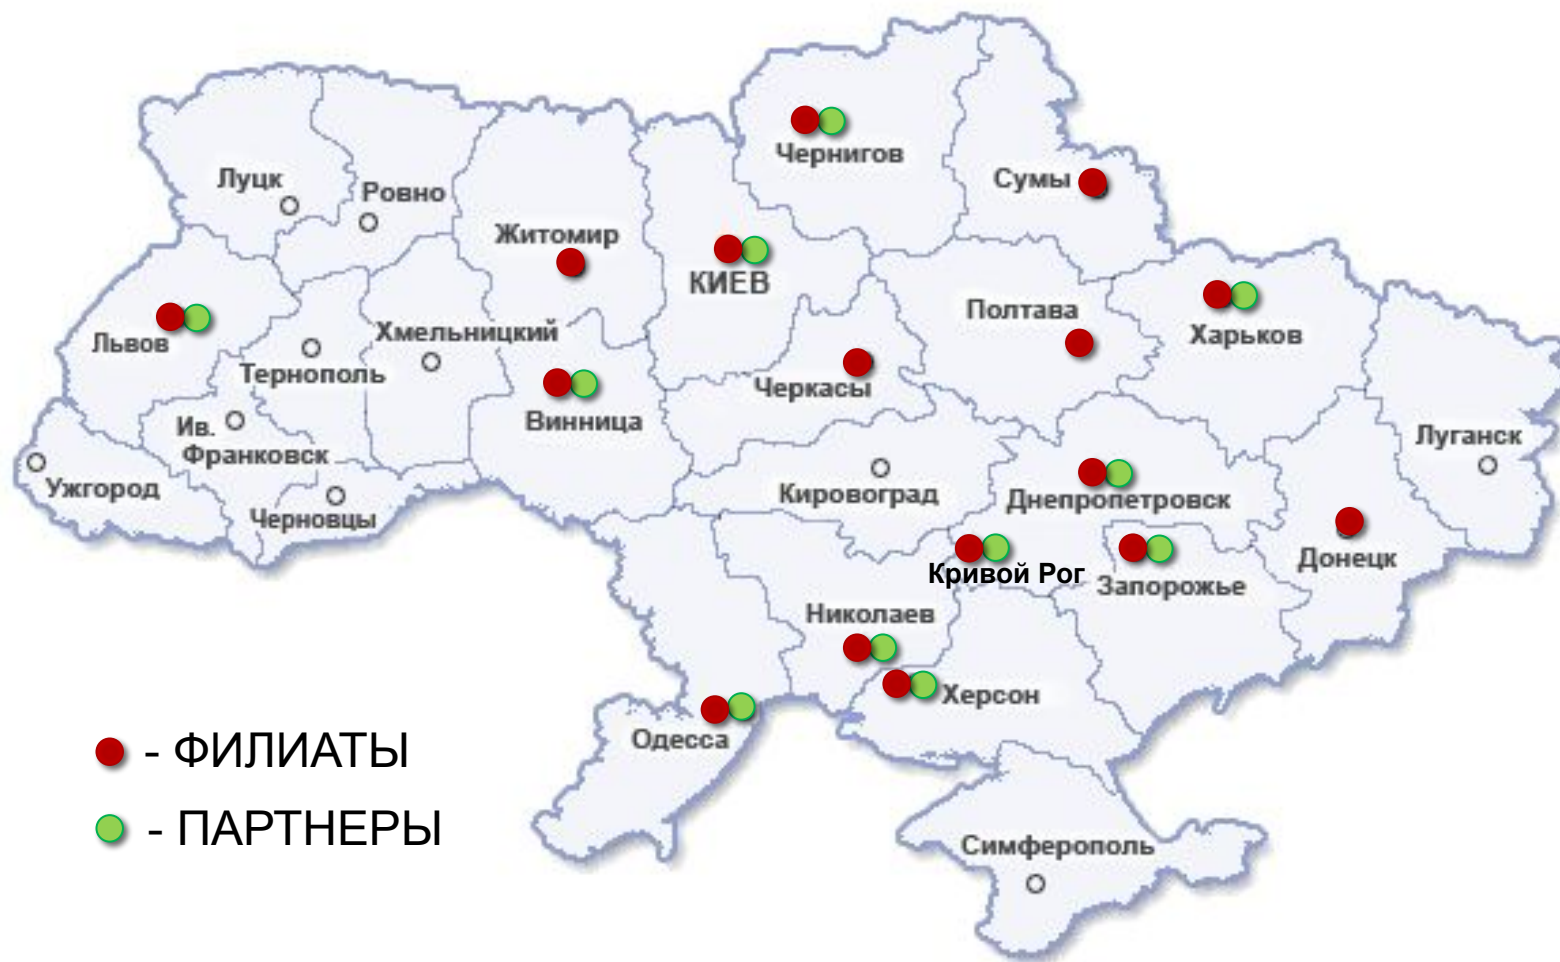 Чернигов
Сумы
Луцк
Ровно
Житомир
КИЕВ
Полтава
Харьков
Львов
Хмельницкий
Тернополь
Черкасы
Винница
Ив.
Франковск
Луганск
Ужгород
Черновцы
Кировоград
Днепропетровск
Донецк
Кривой Рог
Запорожье
Николаев
Херсон
Одесса
- ФИЛИАТЫ
- ПАРТНЕРЫ
Симферополь